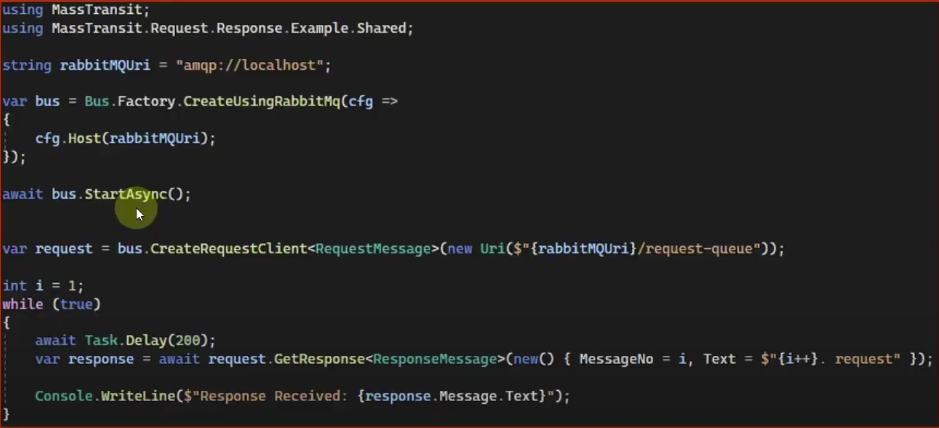 using MassTransit;
using MassTransit.Request.Response.Example.Shared;
string rabbitMQUri = "amqp://localhost";
var bus = Bus.Factory.CreateUsingRabbitMq(cfg =>
{
    cfg.Host(rabbitMQUri);
});
await bus.StartAsync();
var request = bus.CreateRequestClient<RequestMessage>(new Uri($"{rabbitMQUri}/request-queue"));
int i = 1;
while (true)
{
    await Task.Delay(200);
    var response = await request.GetResponse<ResponseMessage>(new() { MessageNo = i, Text = $"{i++}. request" });
    Console.WriteLine($"Response Received: {response.Message.Text}");
}